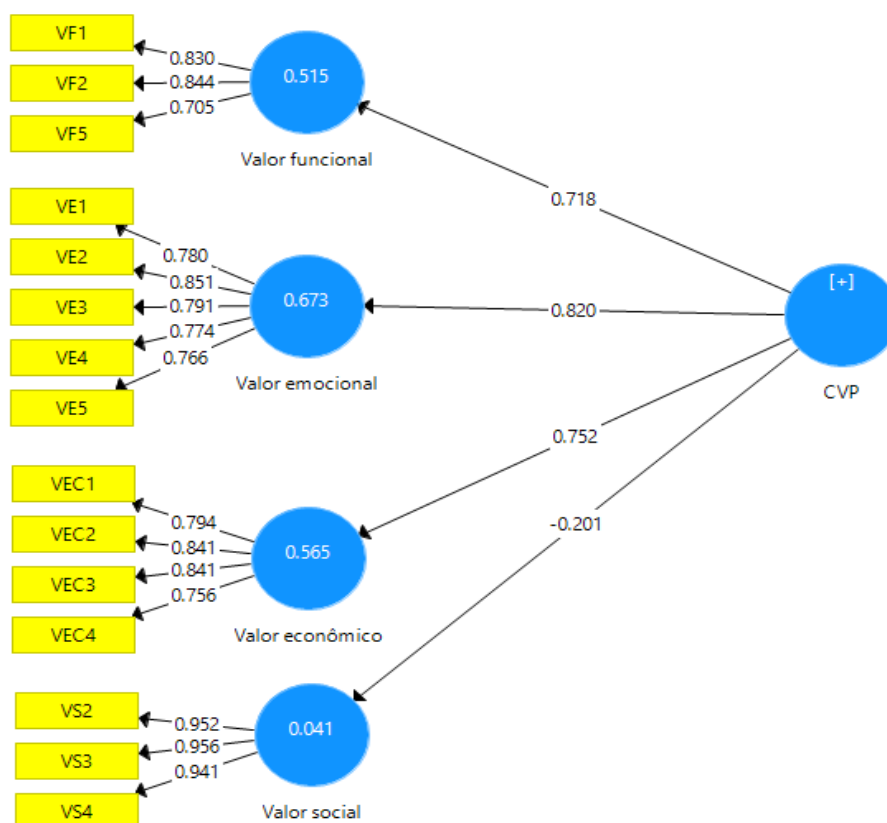 VF1
VF2
VF5
0.830
0.844
0.705
0.515
Valor funcional
0.718
VE1
VE2
VE3
VE4
VE5
0.780
0.851
0.791
0.774
0.766
0.673
Valor emocional
0.820
[+]
CVP
VEC1
VEC2
VEC3
VEC4
0.794
0.841
0.841
0.756
0.565
Valor econômico
0.752
VS2
VS3
VS4
0.952
0.956
0.941
0.041
Valor social
-0.201